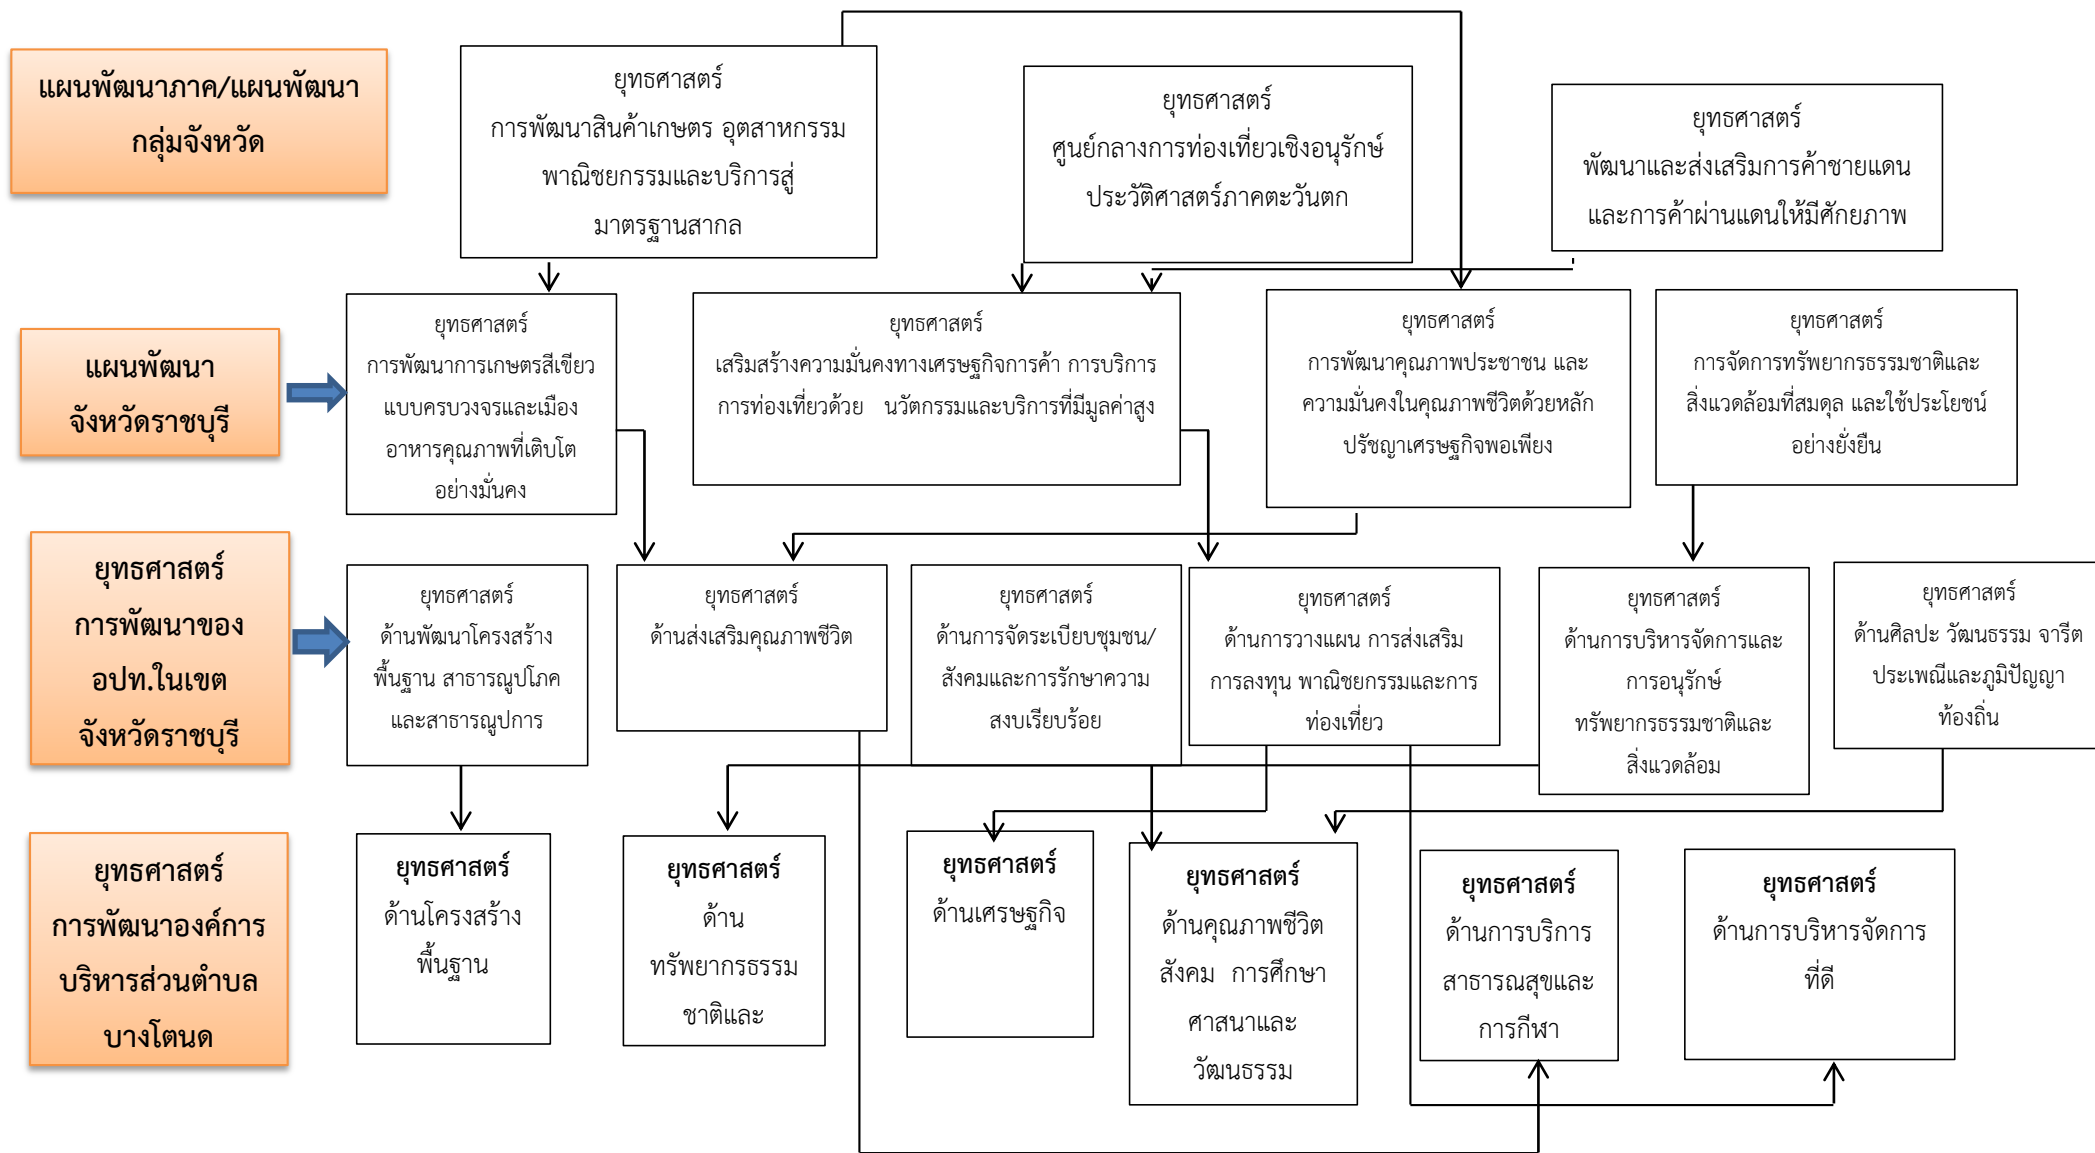 แผนพัฒนาภาค/แผนพัฒนา
กลุ่มจังหวัด
ยุทธศาสตร์
การพัฒนาสินค้าเกษตร อุตสาหกรรม
พาณิชยกรรมและบริการสู่
มาตรฐานสากล
ยุทธศาสตร์
ศูนย์กลางการท่องเที่ยวเชิงอนุรักษ์
ประวัติศาสตร์ภาคตะวันตก
ยุทธศาสตร์
พัฒนาและส่งเสริมการค้าชายแดน
และการค้าผ่านแดนให้มีศักยภาพ
แผนพัฒนา
จังหวัดราชบุรี
ยุทธศาสตร์
การพัฒนาการเกษตรสีเขียว
แบบครบวงจรและเมือง
อาหารคุณภาพที่เติบโต
อย่างมั่นคง
ยุทธศาสตร์
เสริมสร้างความมั่นคงทางเศรษฐกิจการค้า การบริการ
การท่องเที่ยวด้วย นวัตกรรมและบริการที่มีมูลค่าสูง
ยุทธศาสตร์
การพัฒนาคุณภาพประชาชน และ
ความมั่นคงในคุณภาพชีวิตด้วยหลัก
ปรัชญาเศรษฐกิจพอเพียง
ยุทธศาสตร์
การจัดการทรัพยากรธรรมชาติและ
สิ่งแวดล้อมที่สมดุล และใช้ประโยชน์
อย่างยั่งยืน
ยุทธศาสตร์
การพัฒนาของ
อปท.ในเขต
จังหวัดราชบุรี
ยุทธศาสตร์
ด้านพัฒนาโครงสร้าง
พื้นฐาน สาธารณูปโภค
และสาธารณูปการ
ยุทธศาสตร์
ด้านส่งเสริมคุณภาพชีวิต
ยุทธศาสตร์
ด้านการจัดระเบียบชุมชน/
สังคมและการรักษาความ
สงบเรียบร้อย
ยุทธศาสตร์
ด้านการวางแผน การส่งเสริม
การลงทุน พาณิชยกรรมและการ
ท่องเที่ยว
ยุทธศาสตร์
ด้านการบริหารจัดการและ
การอนุรักษ์
ทรัพยากรธรรมชาติและ
สิ่งแวดล้อม
ยุทธศาสตร์
ด้านศิลปะ วัฒนธรรม จารีต
ประเพณีและภูมิปัญญา
ท้องถิ่น
ยุทธศาสตร์
การพัฒนาองค์การ
บริหารส่วนตำบล
บางโตนด
ยุทธศาสตร์
ด้านโครงสร้าง
พื้นฐาน
ยุทธศาสตร์
ด้าน
ทรัพยากรธรรม
ชาติและ
ยุทธศาสตร์
ด้านเศรษฐกิจ
ยุทธศาสตร์
ด้านคุณภาพชีวิต
สังคม การศึกษา
ศาสนาและ
วัฒนธรรม
ยุทธศาสตร์
ด้านการบริการ
สาธารณสุขและ
การกีฬา
ยุทธศาสตร์
ด้านการบริหารจัดการ
ที่ดี